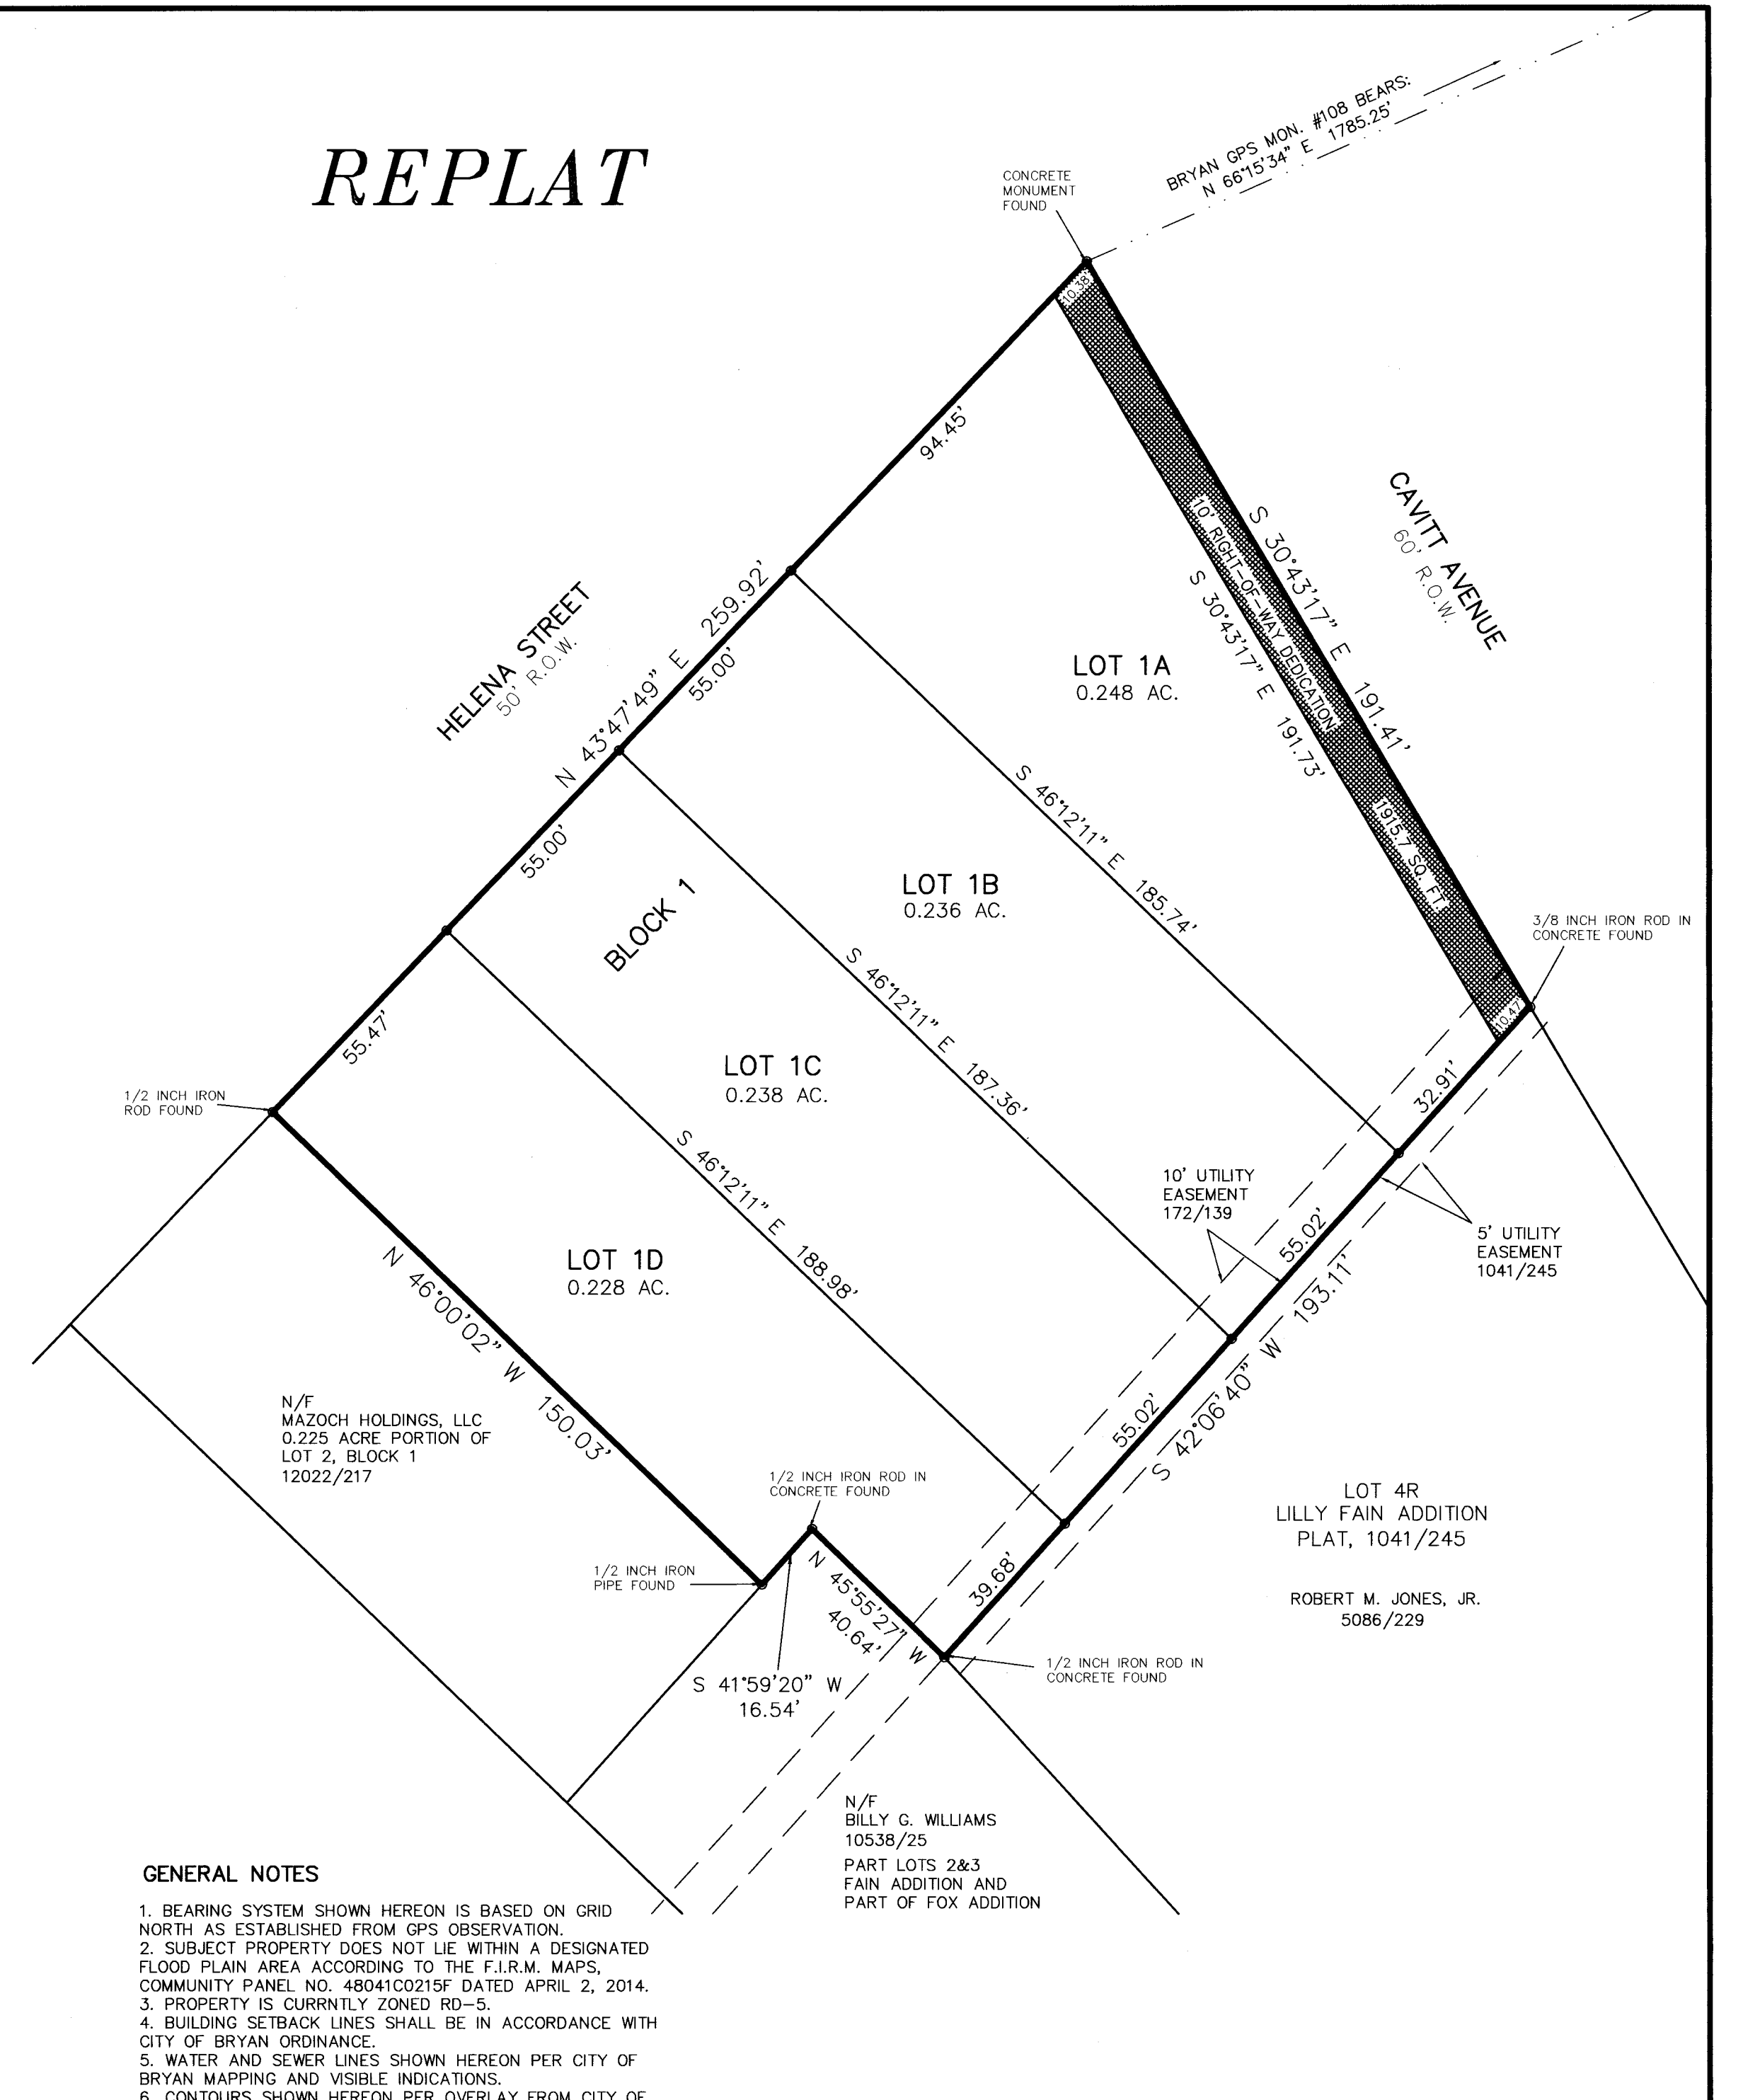 REPLAT
BRYAN GPS MON. #108 BEARS:
N 66°15'34" E 1785.25'
CONCRETE
MONUMENT
FOUND
10.38'
94.45'
CAVITT AVENUE
60' R.O.W.
S 30°43'17" E 191.41'
10' RIGHT-OF-WAY DEDICATION
1915.7 SQ. FT.
S 30°43'17" E 191.73'
HELENA STREET
50' R.O.W.
N 43°47'49" E 259.92'
55.00'
LOT 1A
0.248 AC.
S 46°12'11" E 185.74'
55.00'
BLOCK 1
LOT 1B
0.236 AC.
3/8 INCH IRON ROD IN
CONCRETE FOUND
10.47'
S 46°12'11" E 187.36'
55.47'
LOT 1C
0.238 AC.
32.91'
1/2 INCH IRON
ROD FOUND
S 46°12'11" E 188.98'
10' UTILITY
EASEMENT
172/139
55.02'
5' UTILITY
EASEMENT
1041/245
LOT 1D
0.228 AC.
N 46°00'02" W 150.03'
S 42°06'40" W 193.11'
55.02'
N/F
MAZOCH HOLDINGS, LLC
0.225 ACRE PORTION OF
LOT 2, BLOCK 1
12022/217
1/2 INCH IRON ROD IN
CONCRETE FOUND
LOT 4R
LILLY FAIN ADDITION
PLAT, 1041/245
ROBERT M. JONES, JR.
5086/229
1/2 INCH IRON
PIPE FOUND
39.68'
N 45°55'27" W
40.64'
S 41°59'20" W
16.54'
1/2 INCH IRON ROD IN
CONCRETE FOUND
N/F
BILLY G. WILLIAMS
10538/25
PART LOTS 2&3
FAIN ADDITION AND
PART OF FOX ADDITION
GENERAL NOTES
1. BEARING SYSTEM SHOWN HEREON IS BASED ON GRID
NORTH AS ESTABLISHED FROM GPS OBSERVATION.
2. SUBJECT PROPERTY DOES NOT LIE WITHIN A DESIGNATED
FLOOD PLAIN AREA ACCORDING TO THE F.I.R.M. MAPS,
COMMUNITY PANEL NO. 48041C0215F DATED APRIL 2, 2014.
3. PROPERTY IS CURRNTLY ZONED RD-5.
4. BUILDING SETBACK LINES SHALL BE IN ACCORDANCE WITH
CITY OF BRYAN ORDINANCE.
5. WATER AND SEWER LINES SHOWN HEREON PER CITY OF
BRYAN MAPPING AND VISIBLE INDICATIONS.
6. CONTOURS SHOWN HEREON PER OVERLAY FROM CITY OF